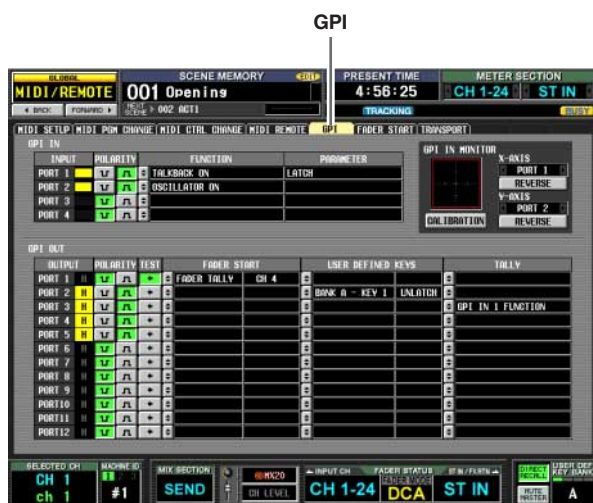 GPI
GLOBAL SCENE MEMORY EDIT PRESENT TIME METER SECTION
MIDI/REMOTE 001 Opening 4:56:25 CH 1-24 ST IN
BACK FORWARD NEXT SCENE 002 ACT1 TRACKING BUSY
MIDI SETUP MIDI PGM CHANGE MIDI CTRL CHANGE MIDI REMOTE GPI FADER START TRANSPORT
GPI IN
INPUT POLARITY FUNCTION PARAMETER
PORT 1 TALKBACK ON LATCH
PORT 2 OSCILLATOR ON
PORT 3
PORT 4
GPI IN MONITOR
X-AXIS
PORT 1
REVERSE
Y-AXIS
PORT 2
CALIBRATION REVERSE
GPI OUT
OUTPUT POLARITY TEST FADER START USER DEFINED KEYS TALLY
PORT 1 H FADER TALLY CH 4
PORT 2 H BANK A - KEY 1 UNLATCH
PORT 3 H GPI IN 1 FUNCTION
PORT 4 H
PORT 5 H
PORT 6 H
PORT 7 H
PORT 8 H
PORT 9 H
PORT10 H
PORT11 H
PORT12 H
SELECTED CH MACHINE ID MIX SECTION INPUT CH FADER STATUS ST IN/FXRTN DIRECT RECALL USER DEF KEY BANK
CH 1 1 2 3 MIX20 FADER MODE
ch 1 #1 SEND CH LEVEL CH 1-24 DCA ST IN MUTE MASTER A